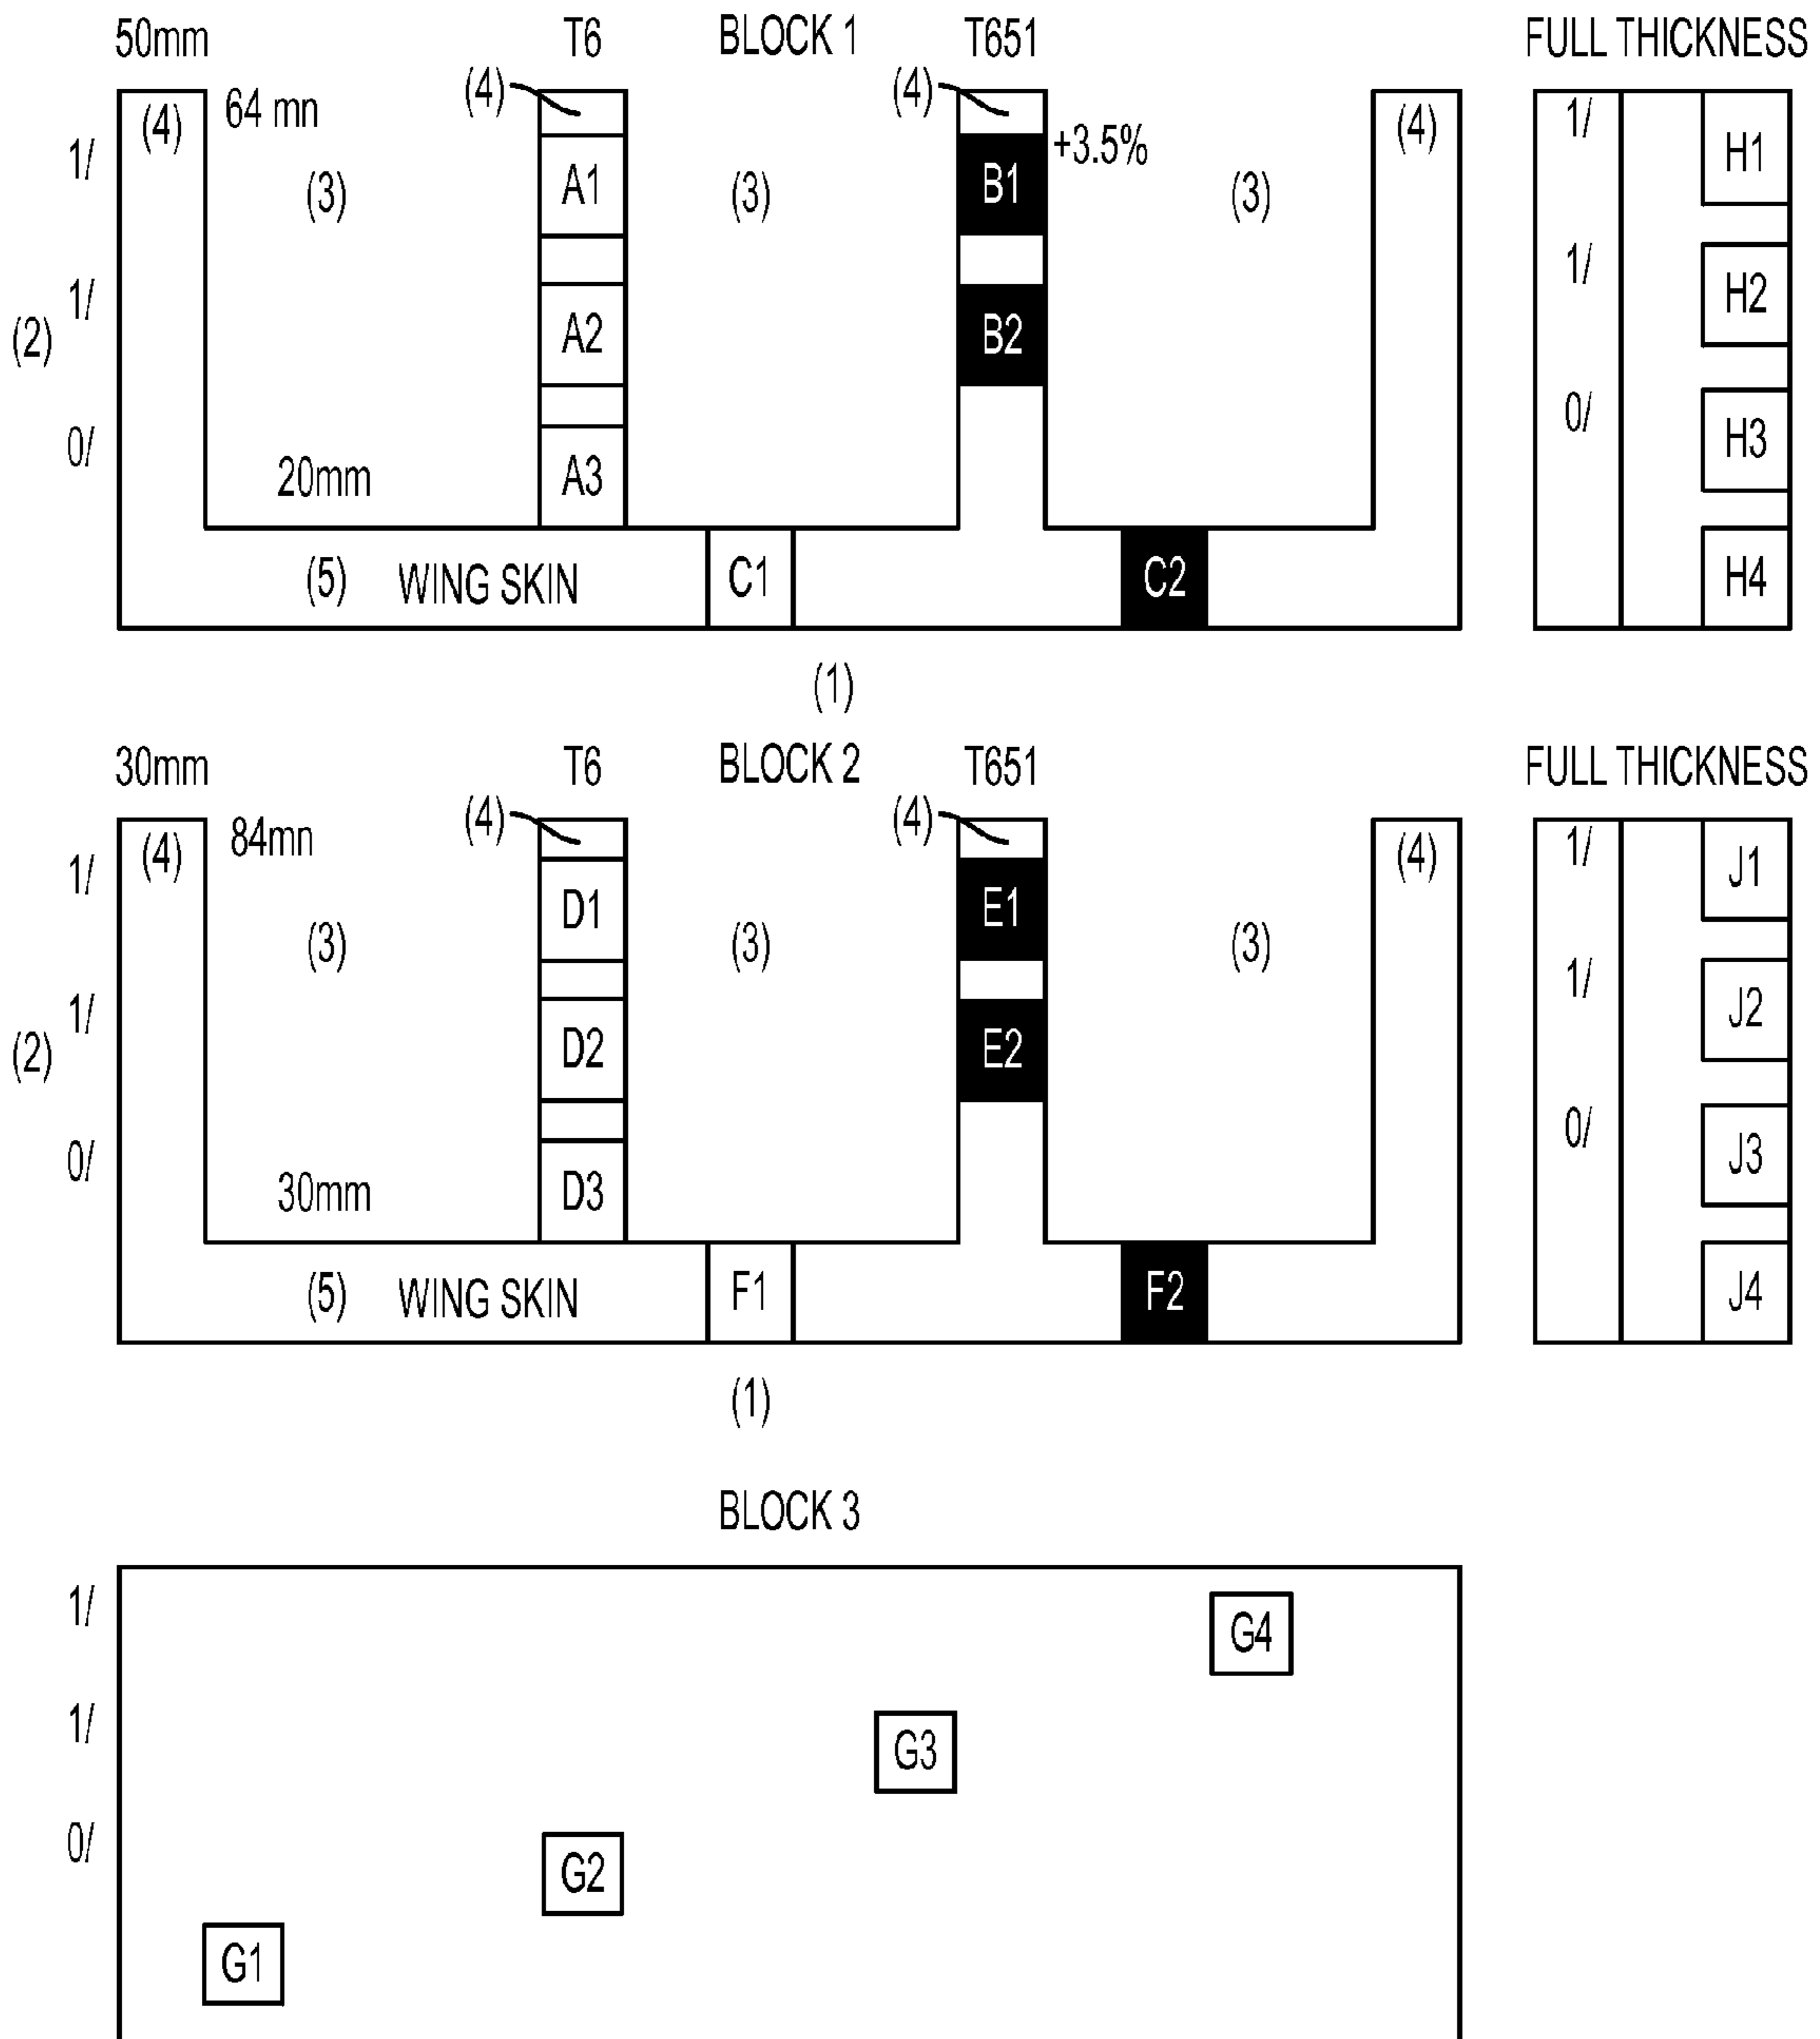 50mm T6 BLOCK 1 T651 FULL THICKNESS
(4) 64 mn (4) (4) +3.5% (4) 1/ H1
1/ (3) A1 (3) B1 (3)
1/ A2 B2 1/ H2
(2)
0/ 20mm A3 0/ H3
(5) WING SKIN C1 C2 H4
(1)
30mm T6 BLOCK 2 T651 FULL THICKNESS
(4) 84mn (4) (4) (4) 1/ J1
1/ (3) D1 (3) E1 (3)
1/ D2 E2 1/ J2
(2)
0/ 30mm D3 0/ J3
(5) WING SKIN F1 F2 J4
(1)
BLOCK 3
1/ G4
1/ G3
0/ G2
G1